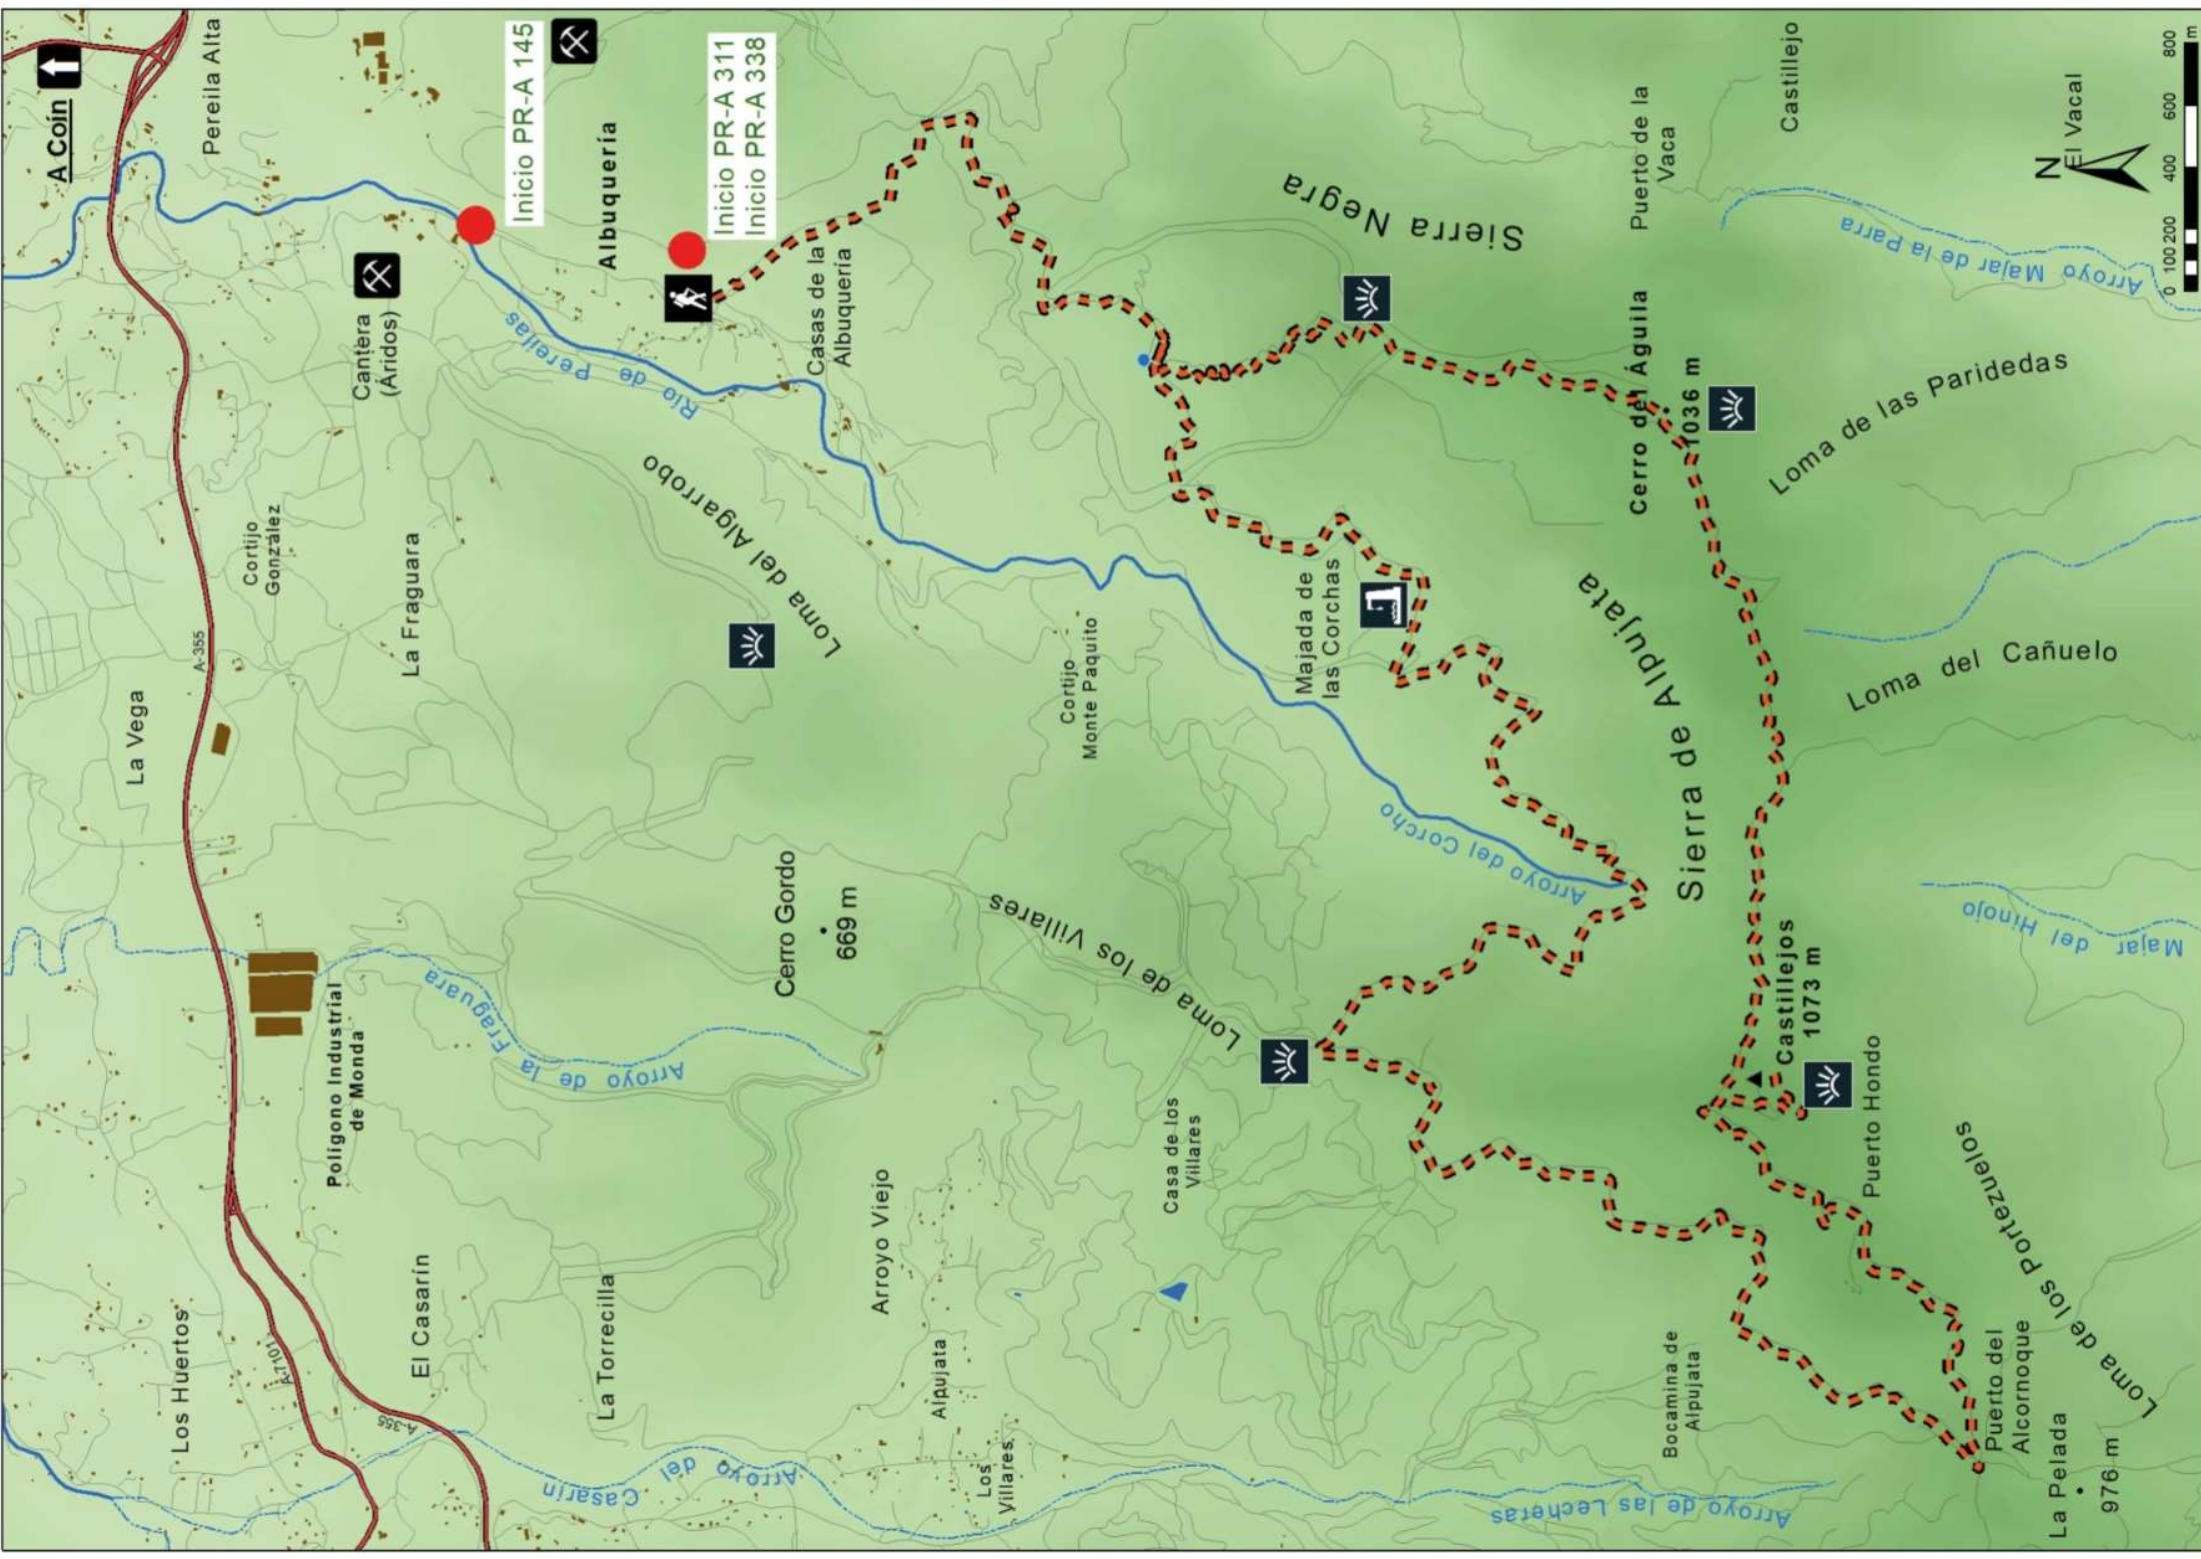 A Coín
Pereila Alta
Inicio PR-A 145
Albuquería
Inicio PR-A 311
Inicio PR-A 338
Casas de la
Albuquería
Cantera
(Áridos)
Río de Pereilas
Sierra Negra
Puerto de la
Vaca
Castillejo
El Vacal
N
0 100 200 400 600 800
m
Arroyo Majar de la Parra
La Vega
A-355
Cortijo
González
La Fraguara
Loma del Algarrobo
Cortijo
Monte Paquito
Majada de
las Corchas
Sierra de Alpujata
Cerro del Águila
1036 m
Loma de las Paridedas
Loma del Cañuelo
Arroyo del Corcho
Polígono Industrial
de Monda
Arroyo de la Fraguara
Cerro Gordo
669 m
Loma de los Villares
Castillejos
1073 m
Majar del Hinojo
Puerto Hondo
Casa de los
Villares
Arroyo Viejo
Los Huertos
A-7101
A-355
El Casarín
La Torrecilla
Alpujata
Los
Villares
Arroyo del Casarín
Bocamina de
Alpujata
Arroyo de las Lecheras
Puerto del
Alcornoque
Loma de los Portezuelos
La Pelada
976 m